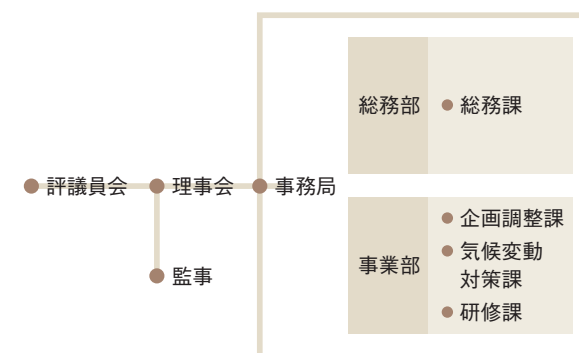 総務部
総務課
評議員会
理事会
事務局
監事
事業部
企画調整課
気候変動
対策課
研修課